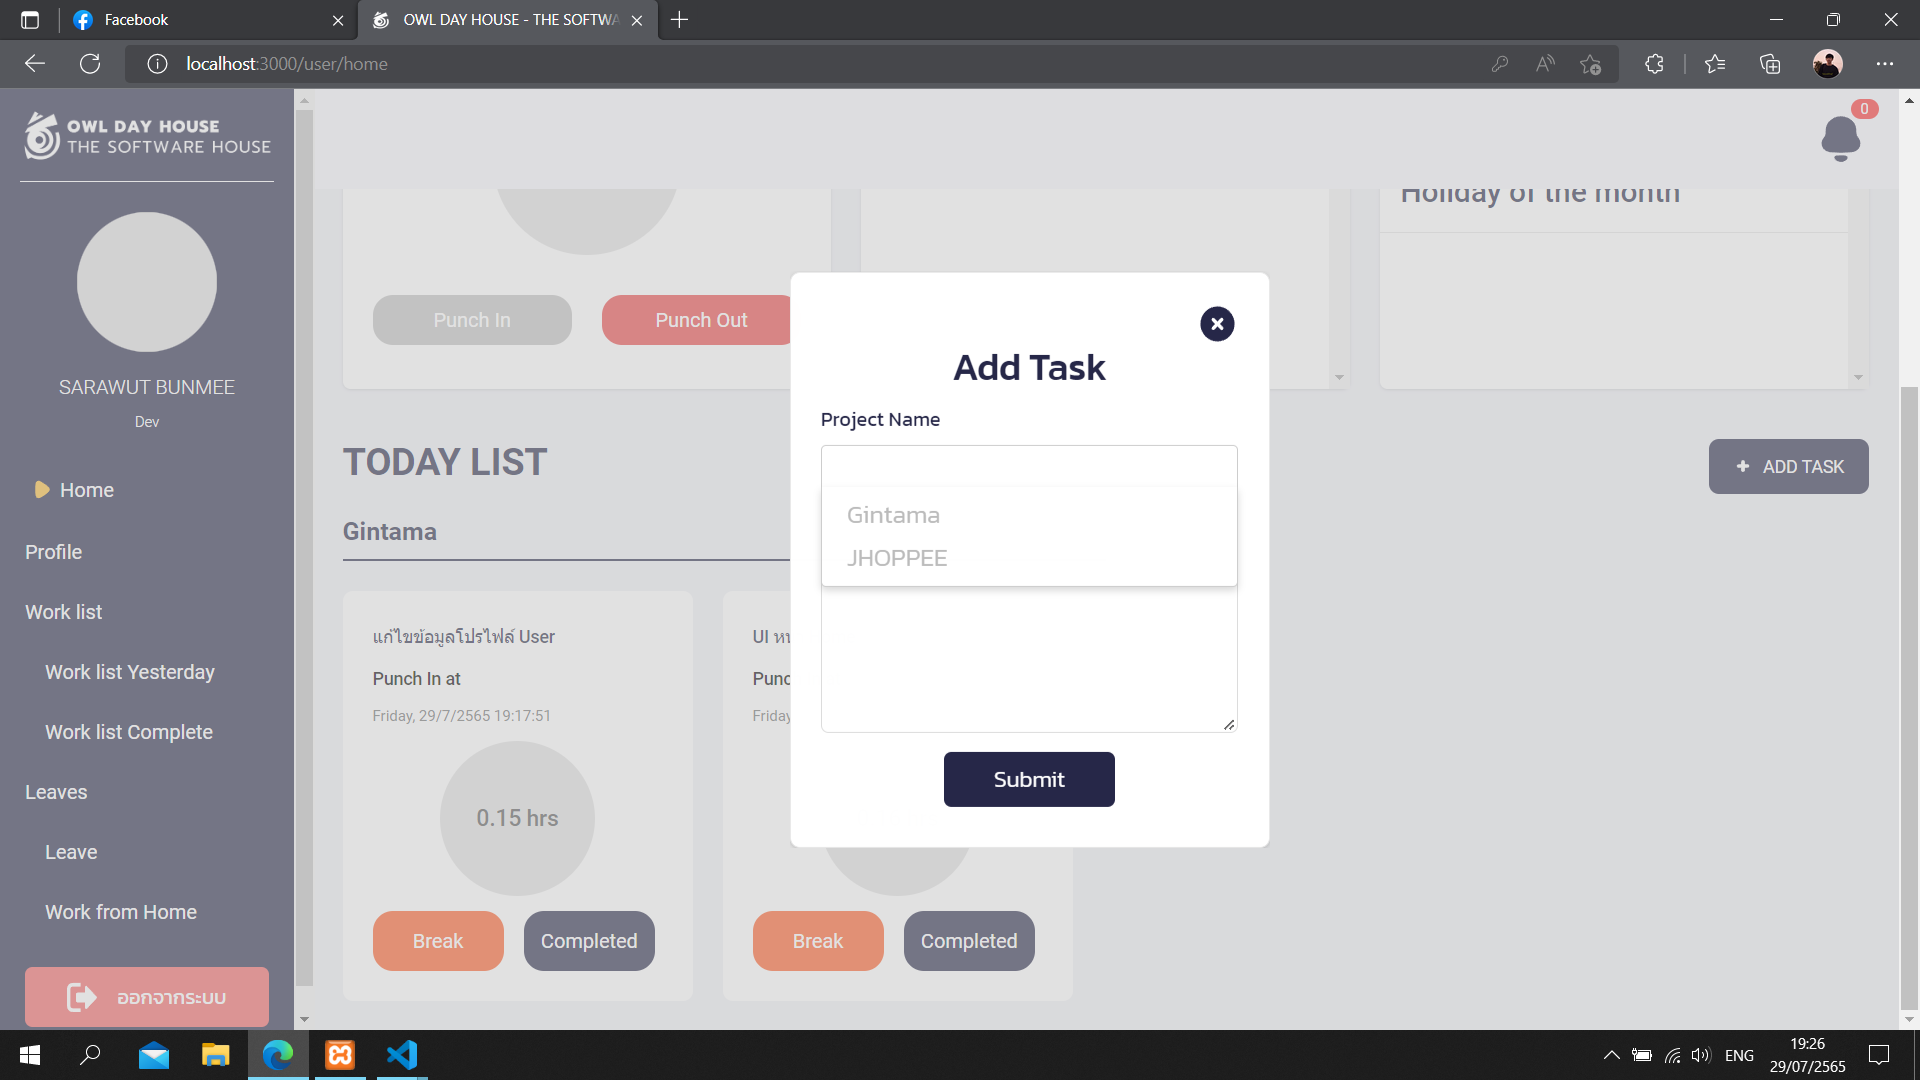 Facebook
OWL DAY HOUSE - THE SOFTWA
localhost:3000/user/home
OWL DAY HOUSE
THE SOFTWARE HOUSE
SARAWUT BUNMEE
Dev
Home
Profile
Work list
Work list Yesterday
Work list Complete
Leaves
Leave
Work from Home
ออกจากระบบ
0
Holiday of the month
Punch In
Punch Out
TODAY LIST
ADD TASK
Gintama
แก้ไขข้อมูลโปรไฟล์ User
Punch In at
Friday, 29/7/2565 19:17:51
0.15 hrs
Break
Completed
UI
Punc
Friday
Break
Completed
Add Task
Project Name
Gintama
JHOPPEE
Submit
ENG
19:26
29/07/2565